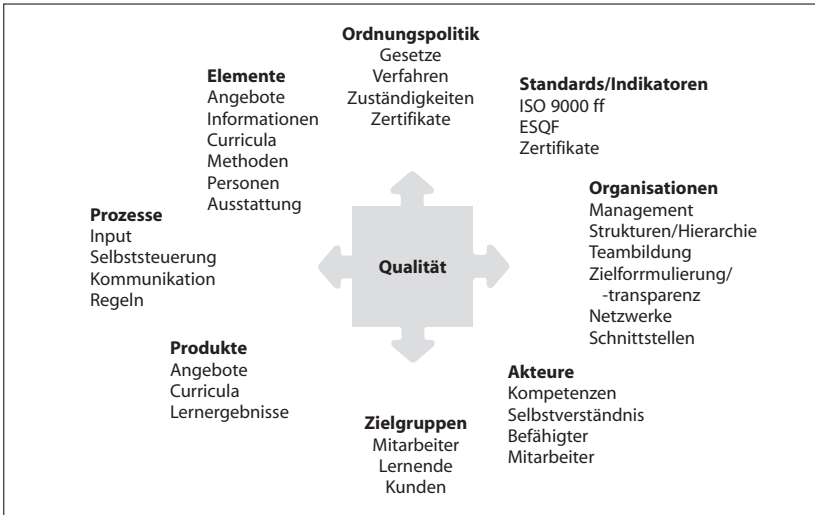 Ordnungspolitik
Gesetze
Verfahren
Zuständigkeiten
Zertifikate
Elemente
Angebote
Informationen
Curricula
Methoden
Personen
Ausstattung
Standards/Indikatoren
ISO 9000 ff
ESQF
Zertifikate
Prozesse
Input
Selbststeuerung
Kommunikation
Regeln
Qualität
Organisationen
Management
Strukturen/Hierarchie
Teambildung
Zielformulierung/
-transparenz
Netzwerke
Schnittstellen
Produkte
Angebote
Curricula
Lernergebnisse
Zielgruppen
Mitarbeiter
Lernende
Kunden
Akteure
Kompetenzen
Selbstverständnis
Befähigter
Mitarbeiter